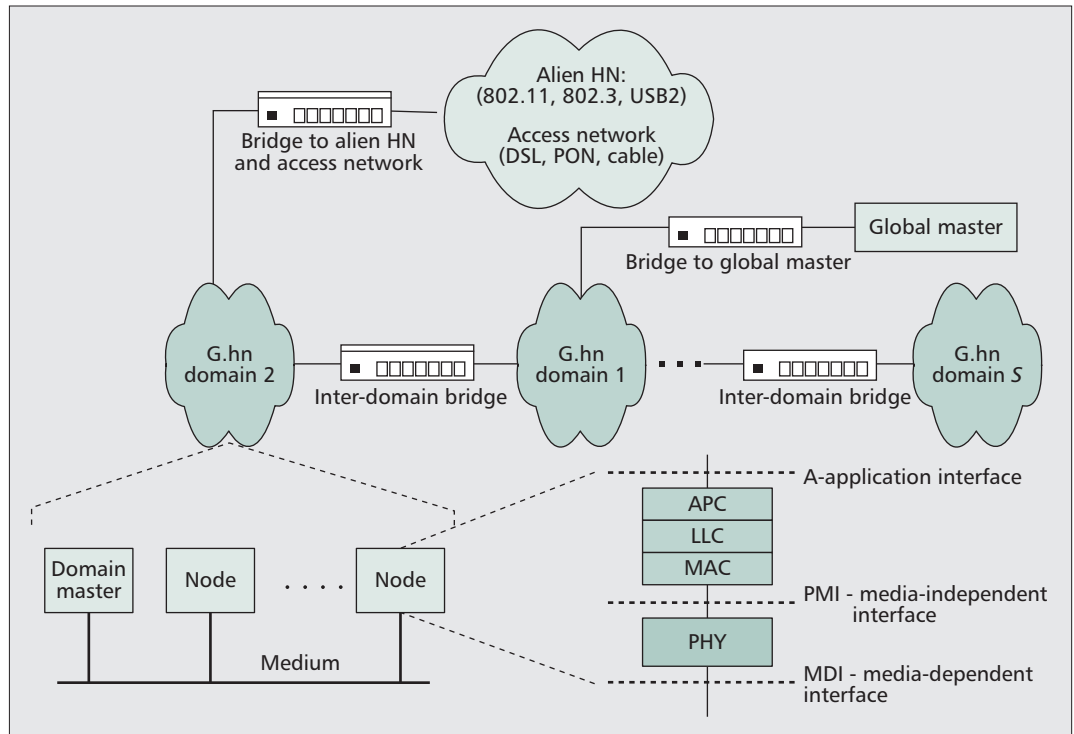 Alien HN:
(802.11, 802.3, USB2)
Access network
(DSL, PON, cable)
Bridge to alien HN
and access network
Global master
Bridge to global master
G.hn
domain 2
Inter-domain bridge
G.hn
domain 1
Inter-domain bridge
G.hn
domain S
A-application interface
APC
LLC
MAC
PMI - media-independent
interface
PHY
MDI - media-dependent
interface
Domain
master
Node
Node
Medium